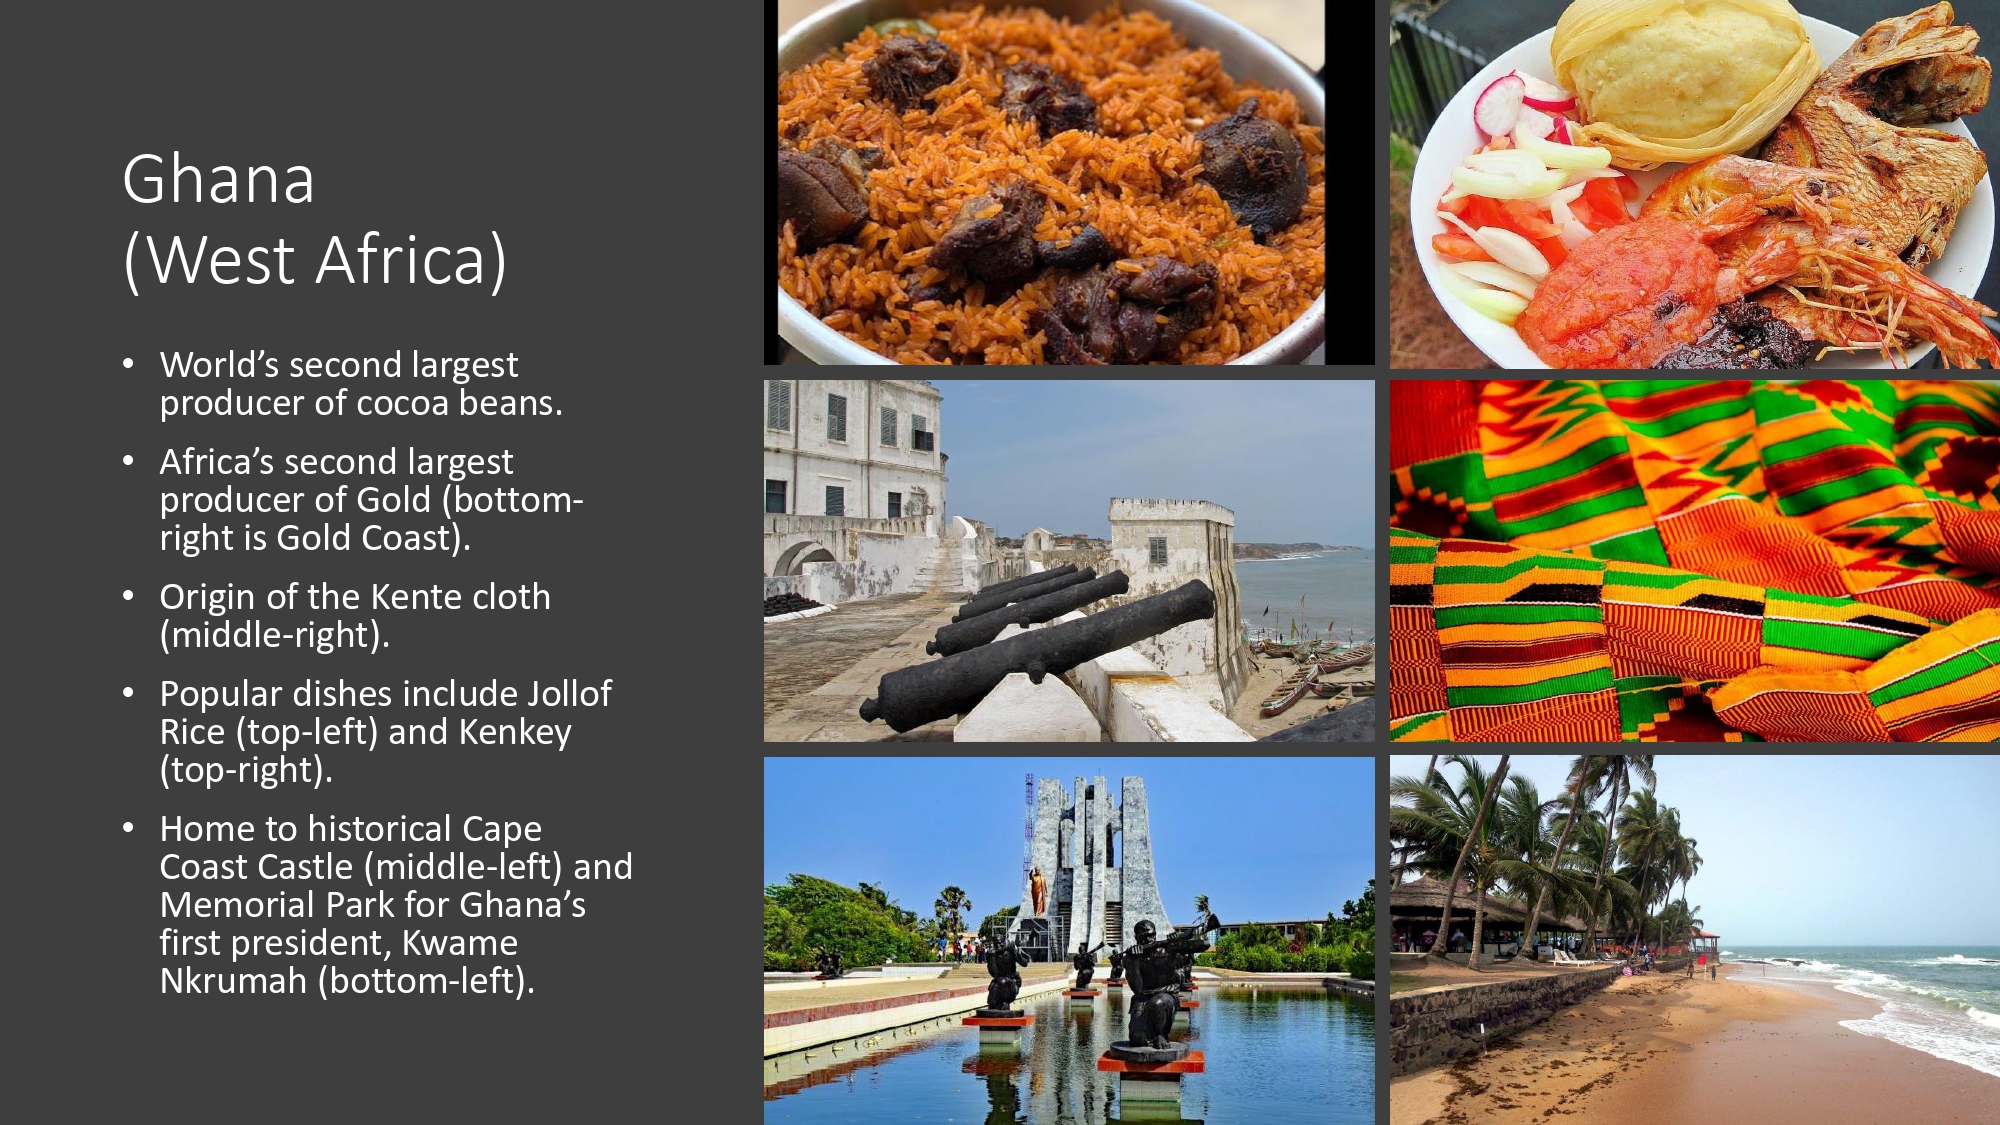 Ghana
(West Africa)
• World’s second largest
producer of cocoa beans.
• Africa’s second largest
producer of Gold (bottom-
right is Gold Coast).
• Origin of the Kente cloth
(middle-right).
• Popular dishes include Jollof
Rice (top-left) and Kenkey
(top-right).
• Home to historical Cape
Coast Castle (middle-left) and
Memorial Park for Ghana’s
first president, Kwame
Nkrumah (bottom-left).